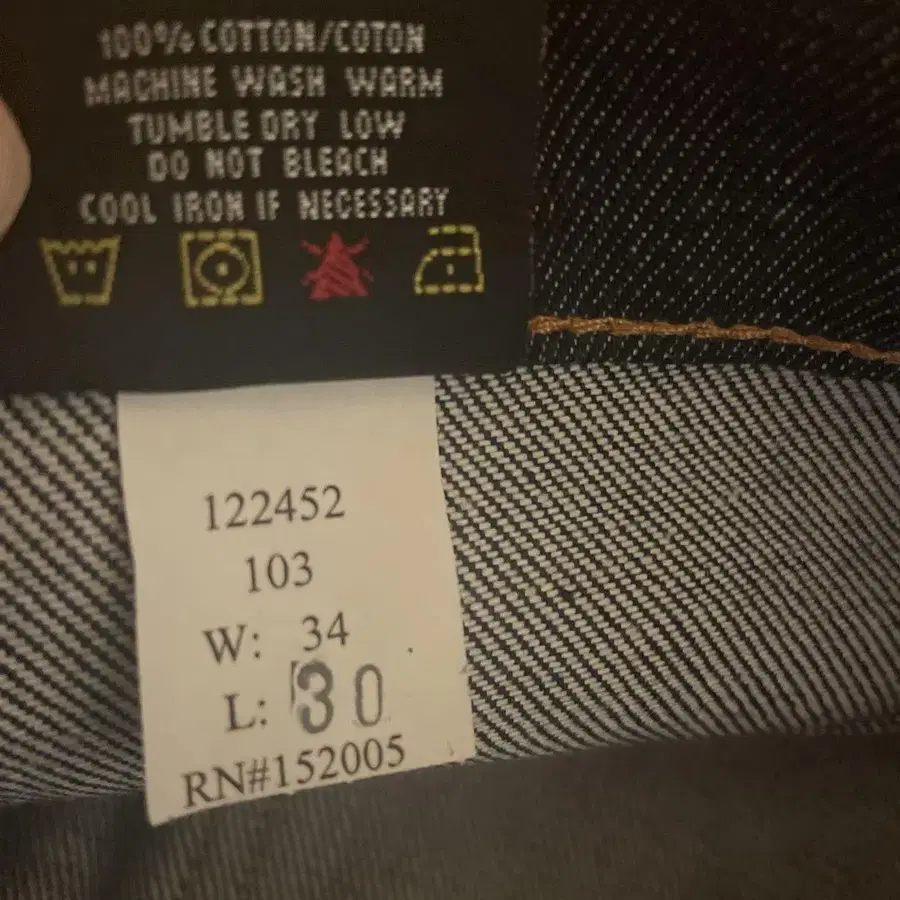 100% COTTON/COTON
MACHINE WASH WARM
TUMBLE DRY LOW
DO NOT BLEACH
COOL IRON IF NECESSARY
122452
103
W: 34
L: 30
RN#152005